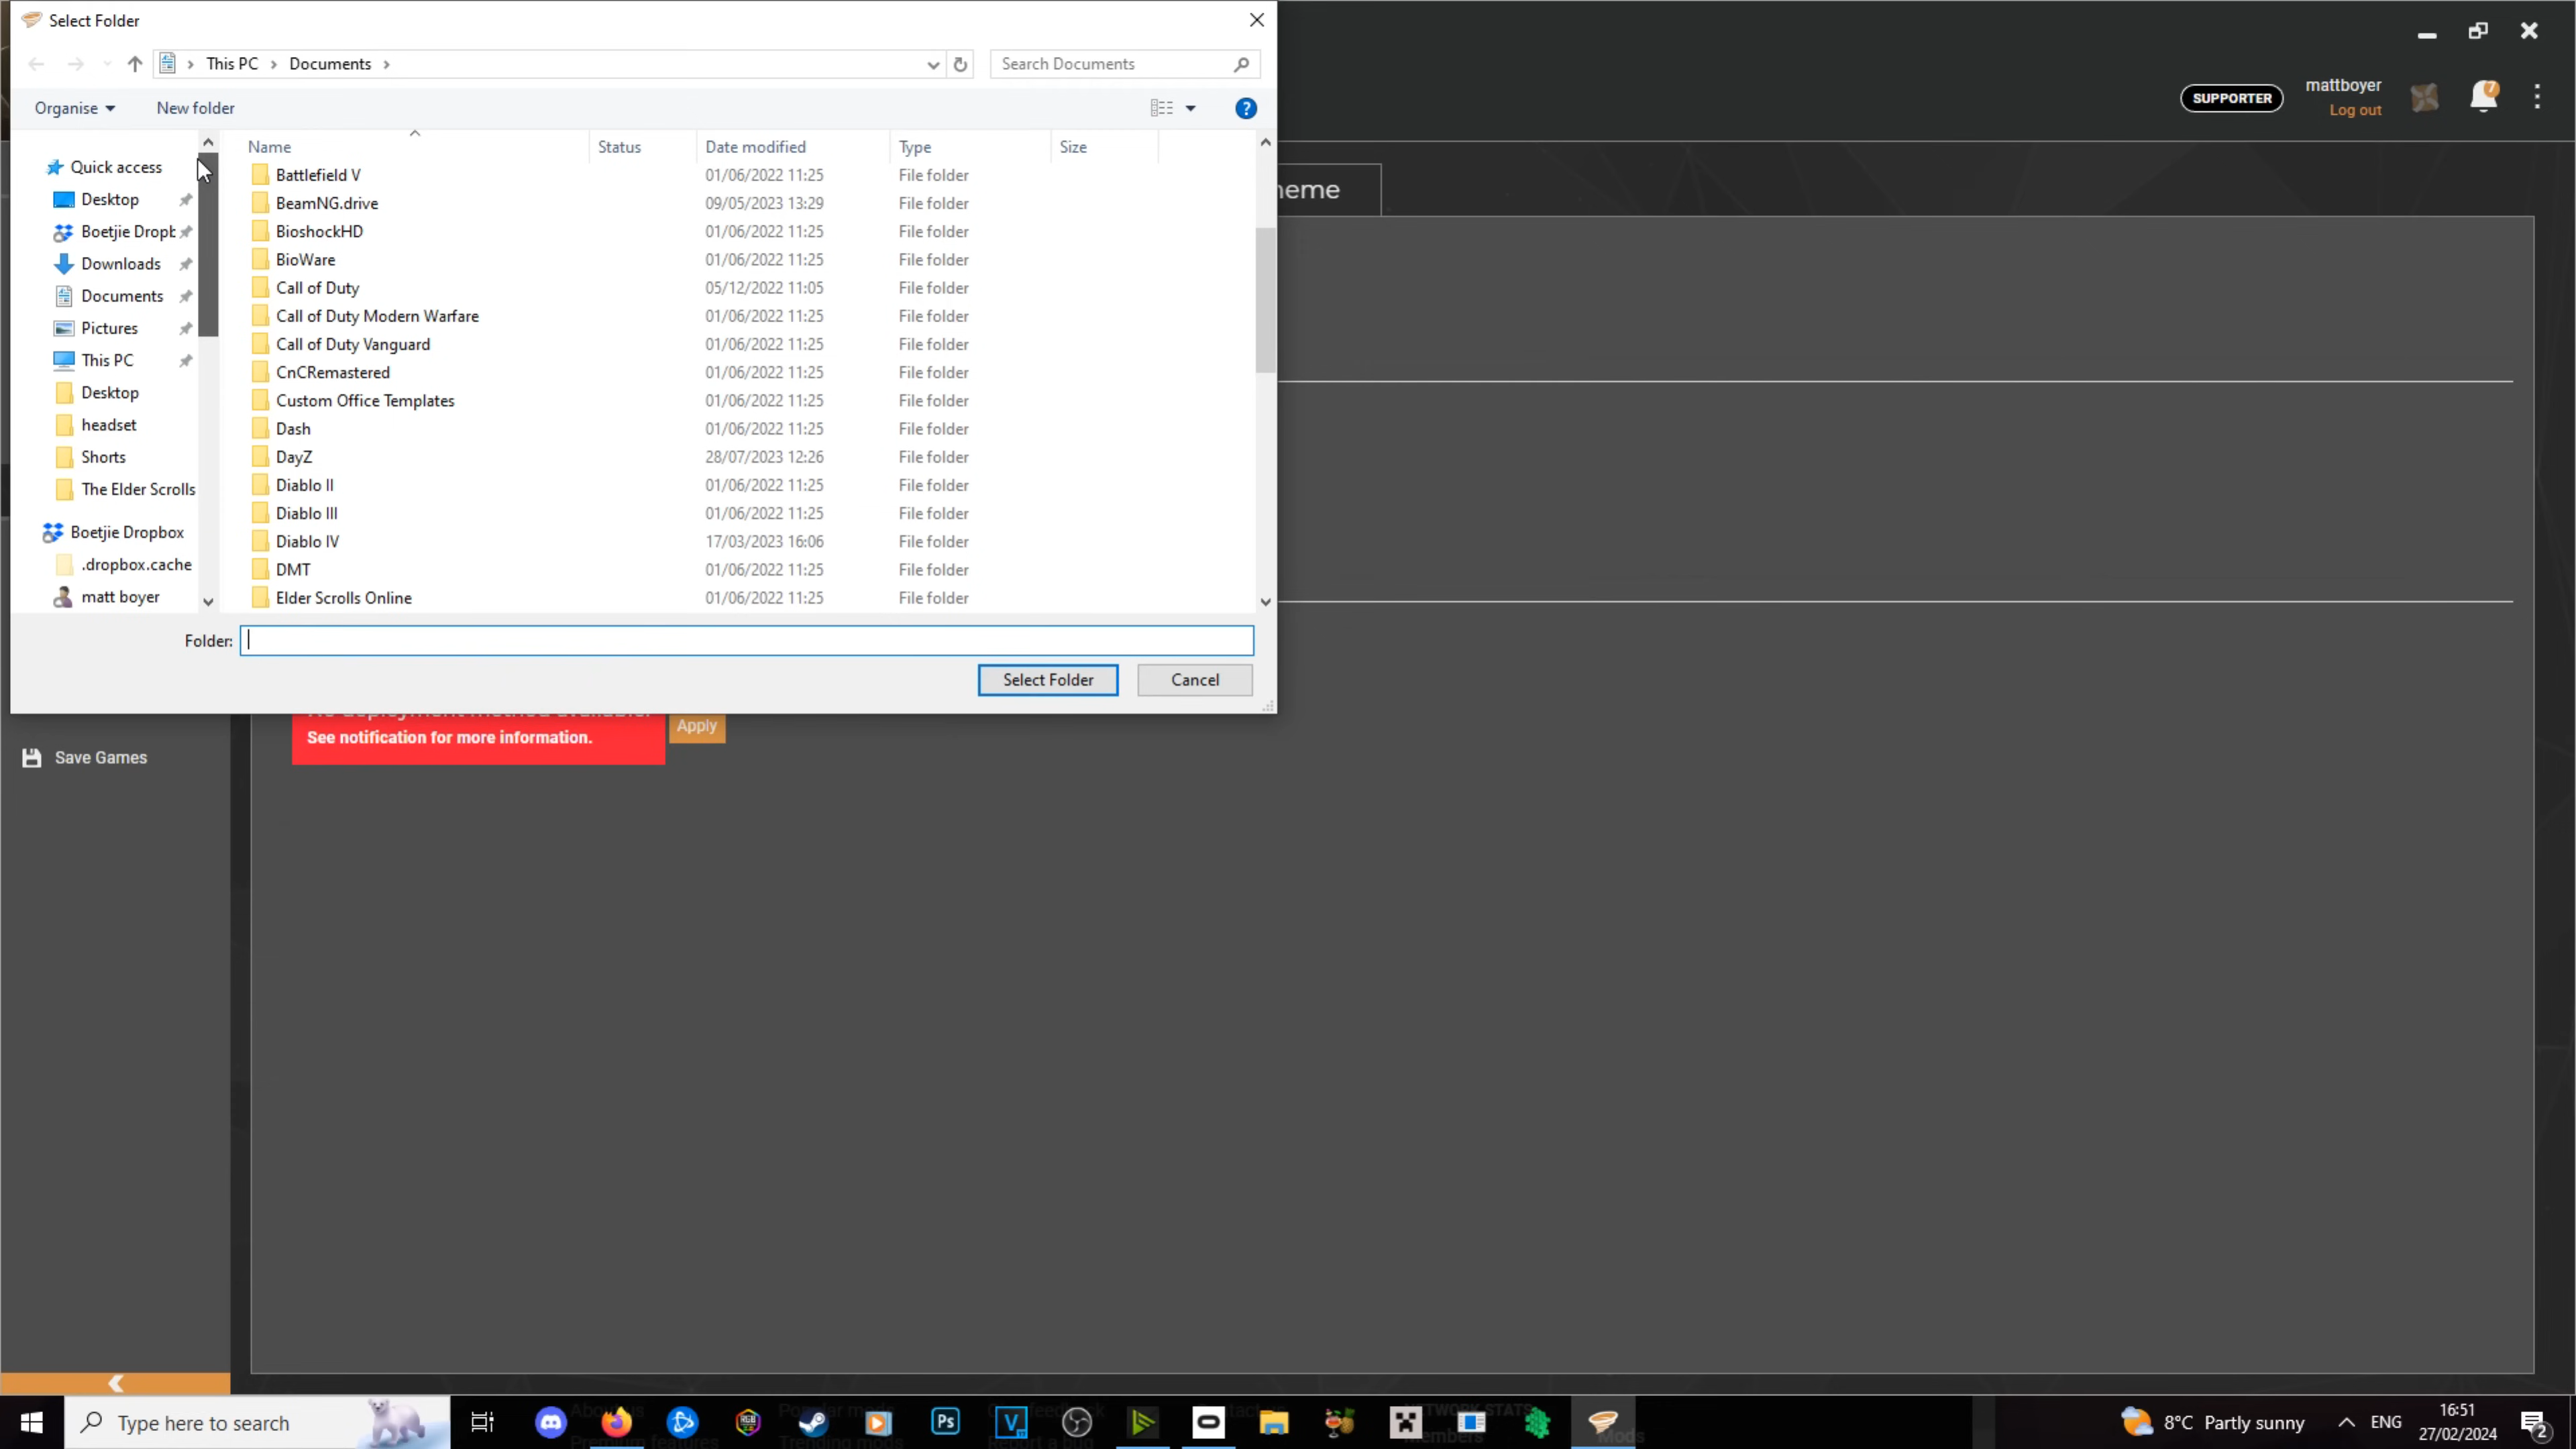 Select Folder
This PC > Documents >
Search Documents
Organise
New folder
Name
Status
Date modified
Type
Size
Quick access
Desktop
Boetjie Dropb
Downloads
Documents
Pictures
This PC
Desktop
headset
Shorts
The Elder Scrolls
Boetjie Dropbox
.dropbox.cache
matt boyer
Battlefield V 01/06/2022 11:25 File folder
BeamNG.drive 09/05/2023 13:29 File folder
BioshockHD 01/06/2022 11:25 File folder
BioWare 01/06/2022 11:25 File folder
Call of Duty 05/12/2022 11:05 File folder
Call of Duty Modern Warfare 01/06/2022 11:25 File folder
Call of Duty Vanguard 01/06/2022 11:25 File folder
CnCRemastered 01/06/2022 11:25 File folder
Custom Office Templates 01/06/2022 11:25 File folder
Dash 01/06/2022 11:25 File folder
DayZ 28/07/2023 12:26 File folder
Diablo II 01/06/2022 11:25 File folder
Diablo III 01/06/2022 11:25 File folder
Diablo IV 17/03/2023 16:06 File folder
DMT 01/06/2022 11:25 File folder
Elder Scrolls Online 01/06/2022 11:25 File folder
Folder:
Select Folder
Cancel
SUPPORTER
mattboyer
Log out
7
heme
See notification for more information.
Apply
Save Games
Type here to search
Ps
8°C Partly sunny
ENG
16:51
27/02/2024
2